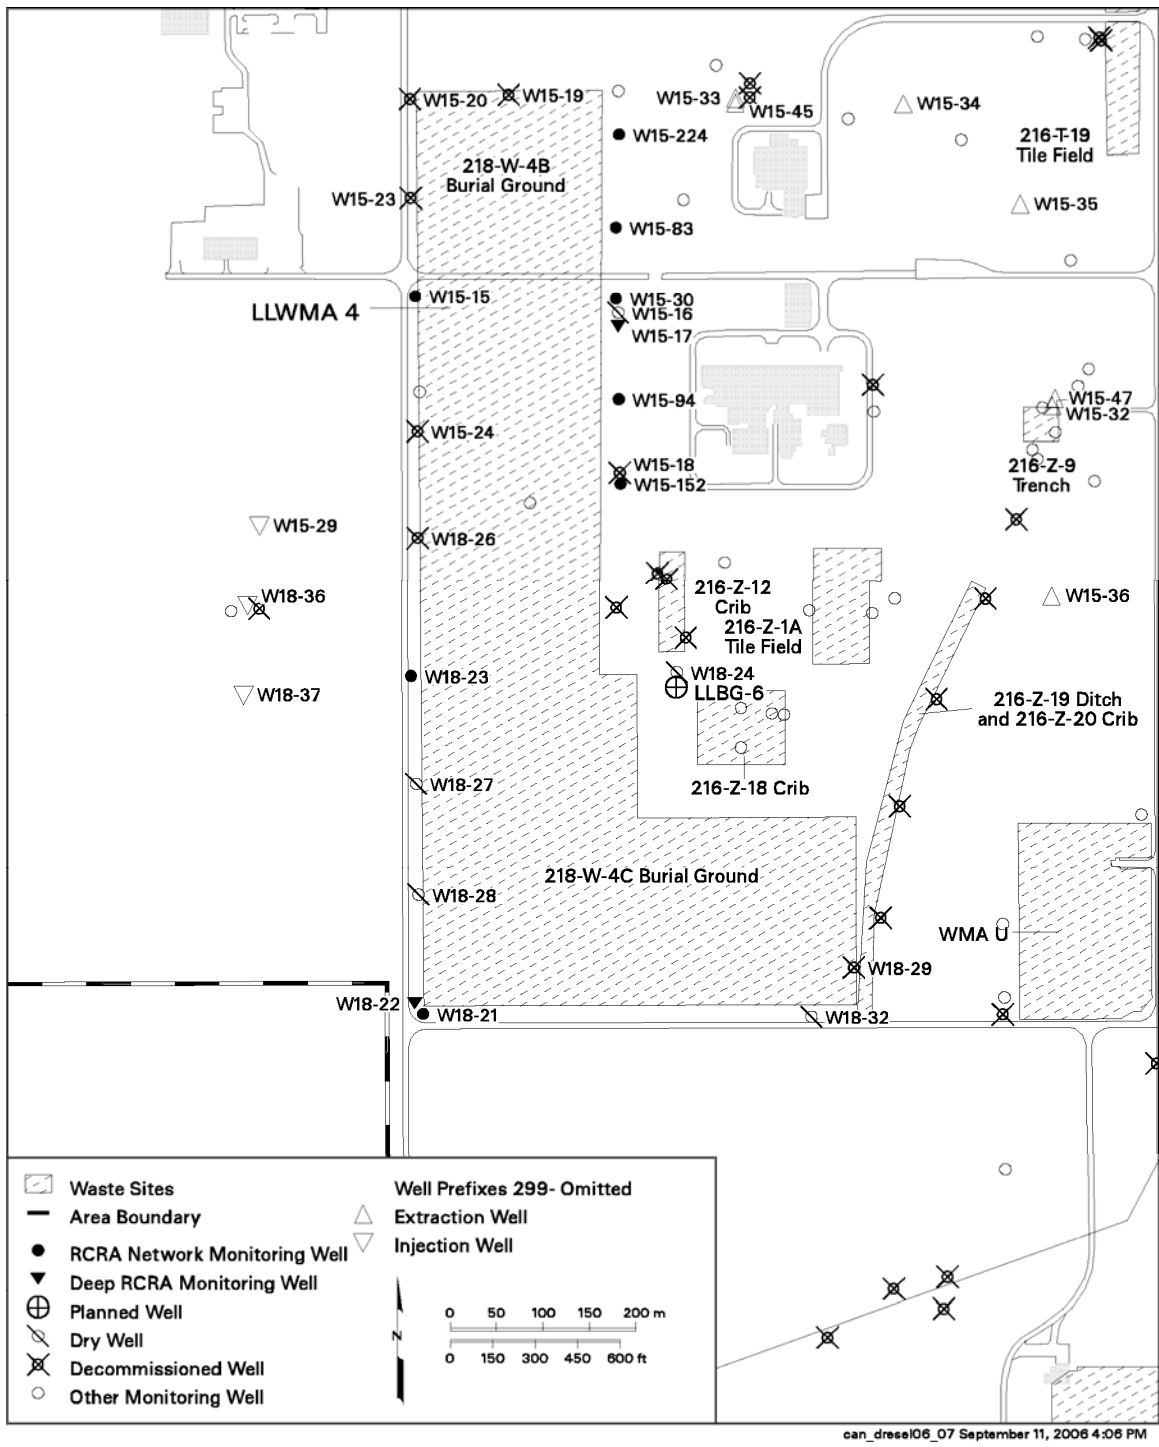 W15-20
W15-19
W15-33
W15-45
W15-34
W15-224
216-T-19
Tile Field
218-W-4B
Burial Ground
W15-23
W15-35
W15-83
W15-15
W15-30
LLWMA 4
W15-16
W15-17
W15-94
W15-47
W15-32
W15-24
W15-18
216-Z-9
Trench
W15-152
W15-29
W18-26
216-Z-12
Crib
W18-36
W15-36
216-Z-1A
Tile Field
W18-23
W18-24
LLBG-6
W18-37
216-Z-19 Ditch
and 216-Z-20 Crib
W18-27
216-Z-18 Crib
218-W-4C Burial Ground
W18-28
WMA U
W18-29
W18-22
W18-21
W18-32
Waste Sites
Area Boundary
RCRA Network Monitoring Well
Deep RCRA Monitoring Well
Planned Well
Dry Well
Decommissioned Well
Other Monitoring Well
Well Prefixes 299- Omitted
Extraction Well
Injection Well
N
0 50 100 150 200 m
0 150 300 450 600 ft
can_dresel06_07 September 11, 2006 4:06 PM